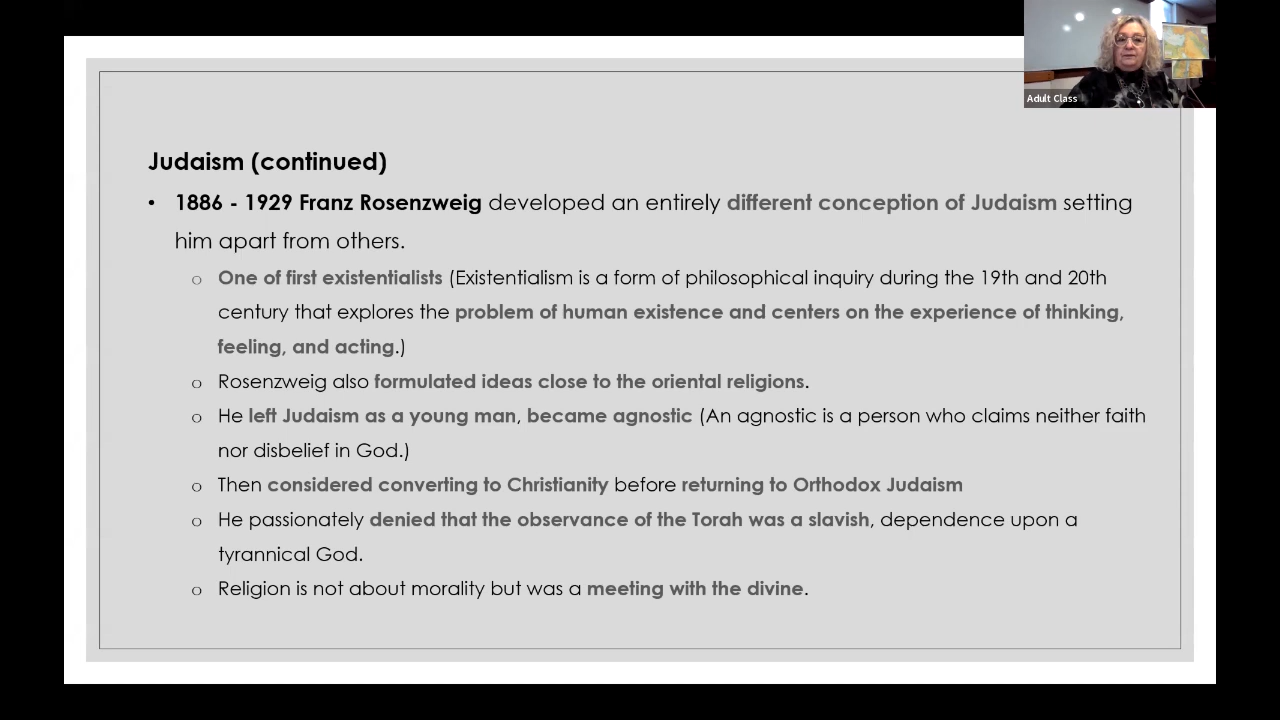 Adult Class
Judaism (continued)
• 1886 - 1929 Franz Rosenzweig developed an entirely different conception of Judaism setting
him apart from others.
o One of first existentialists (Existentialism is a form of philosophical inquiry during the 19th and 20th
century that explores the problem of human existence and centers on the experience of thinking,
feeling, and acting.)
o Rosenzweig also formulated ideas close to the oriental religions.
o He left Judaism as a young man, became agnostic (An agnostic is a person who claims neither faith
nor disbelief in God.)
o Then considered converting to Christianity before returning to Orthodox Judaism
o He passionately denied that the observance of the Torah was a slavish, dependence upon a
tyrannical God.
o Religion is not about morality but was a meeting with the divine.